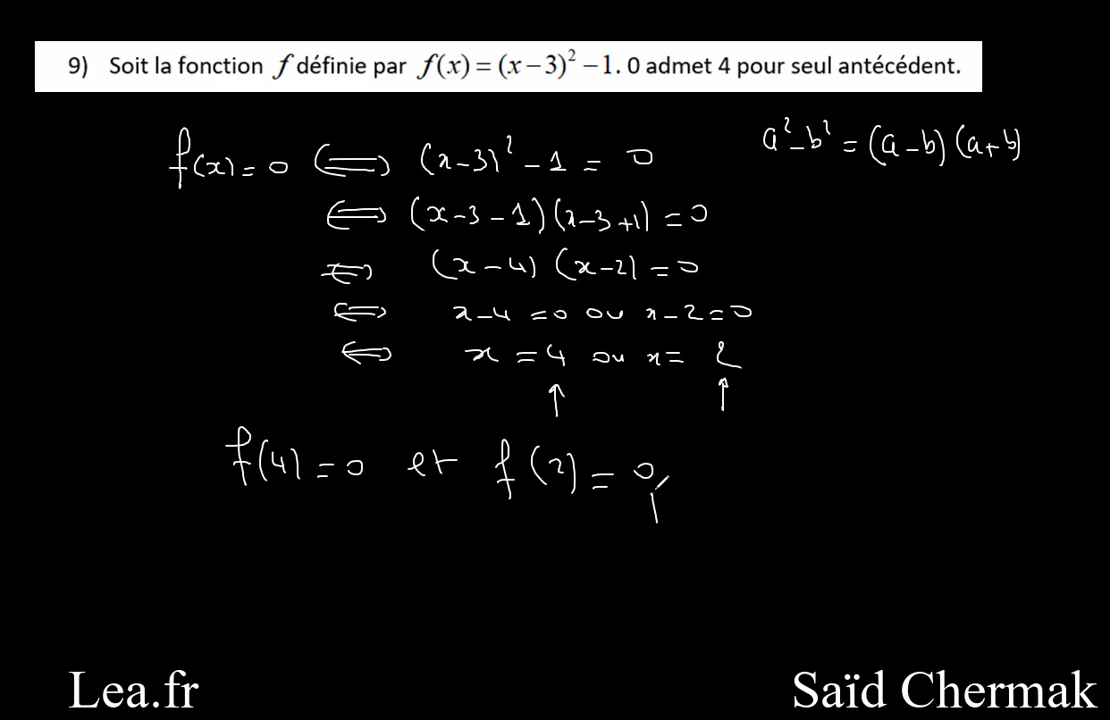 9) Soit la fonction f définie par f(x) = (x−3)² −1. 0 admet 4 pour seul antécédent.
f(x) = 0 ⟺ (x−3)² − 1 = 0
a² − b² = (a−b)(a+b)
⟺ (x−3−1)(x−3+1) = 0
⟺ (x−4)(x−2) = 0
⟺ x−4 = 0 ou x−2 = 0
⟺ x = 4 ou x = 2
↑ ↑
f(4) = 0 et f(2) = 0
Lea.fr
Saïd Chermak